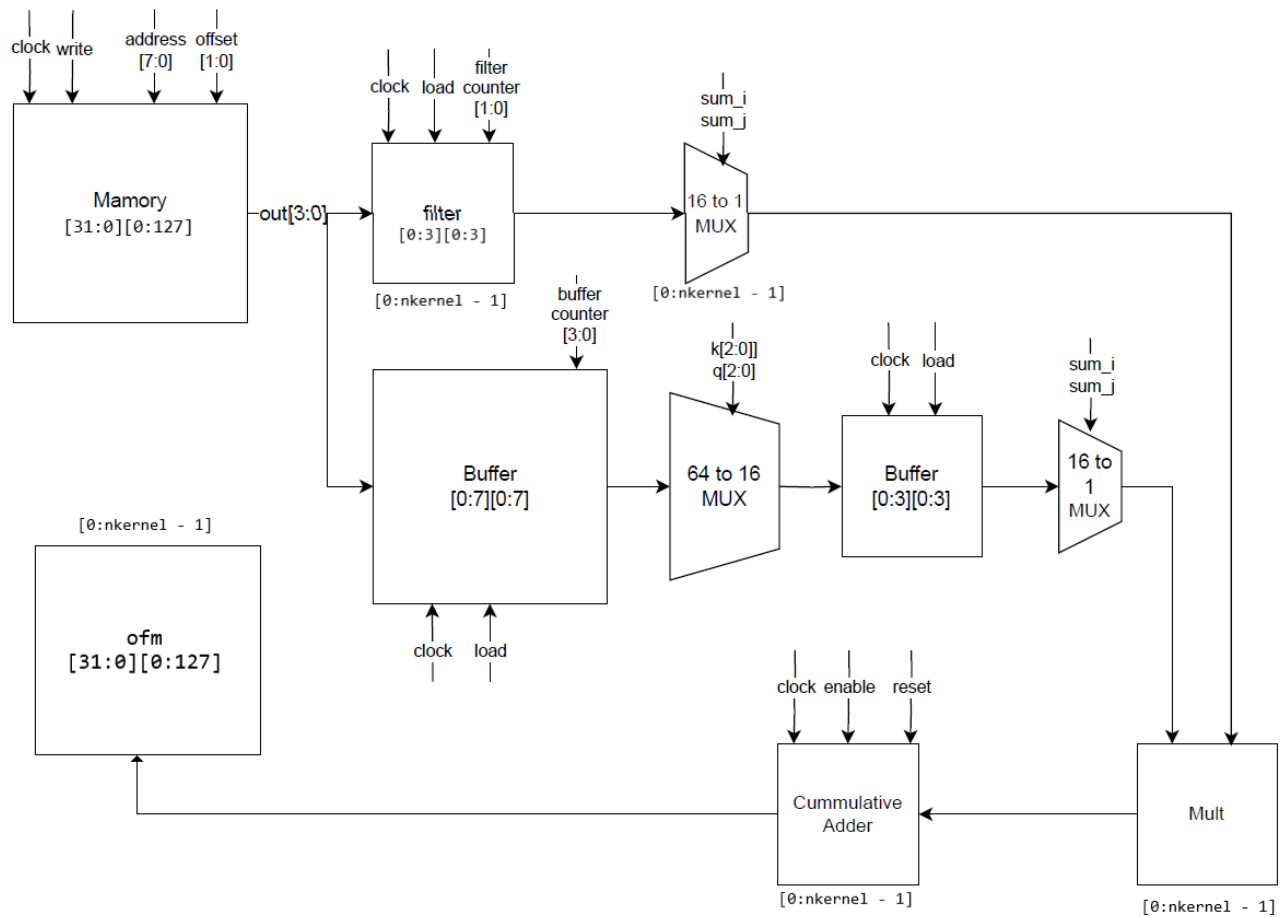 clock
write
address
[7:0]
offset
[1:0]
Mamory
[31:0][0:127]
out[3:0]
clock
load
filter
counter
[1:0]
filter
[0:3][0:3]
[0:nkernel - 1]
sum_i
sum_j
16 to 1
MUX
[0:nkernel - 1]
buffer
counter
[3:0]
Buffer
[0:7][0:7]
clock
load
k[2:0]]
q[2:0]
64 to 16
MUX
clock
load
Buffer
[0:3][0:3]
sum_i
sum_j
16 to
1
MUX
[0:nkernel - 1]
ofm
[31:0][0:127]
clock
enable
reset
Cummulative
Adder
[0:nkernel - 1]
Mult
[0:nkernel - 1]